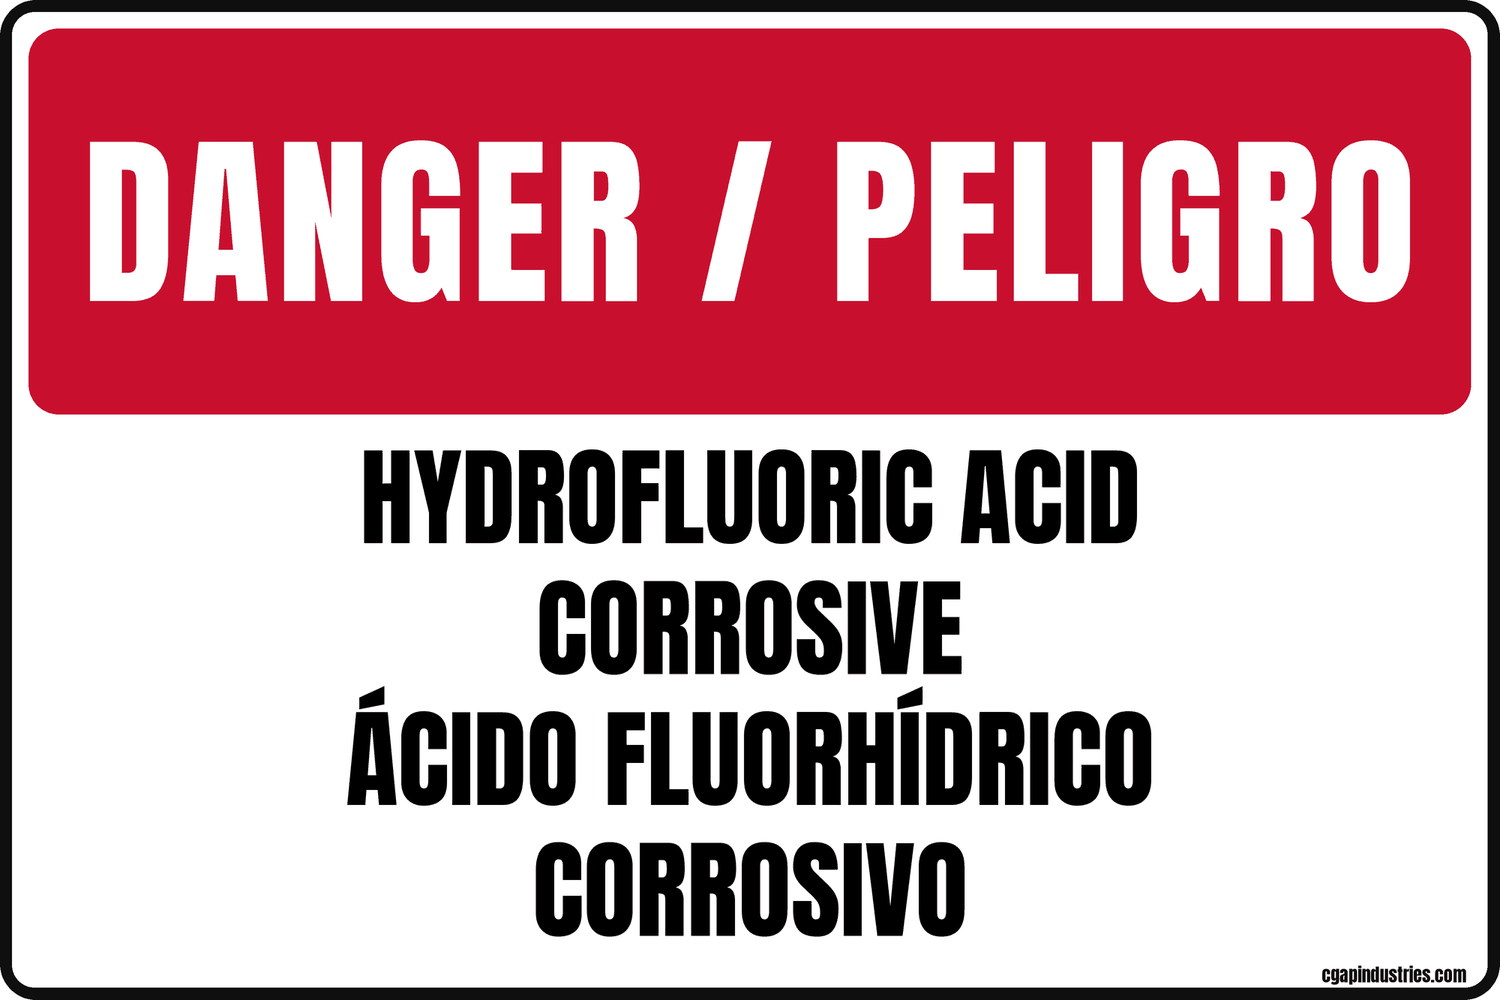 DANGER / PELIGRO
HYDROFLUORIC ACID
CORROSIVE
ÁCIDO FLUORHÍDRICO
CORROSIVO
cgapindustries.com